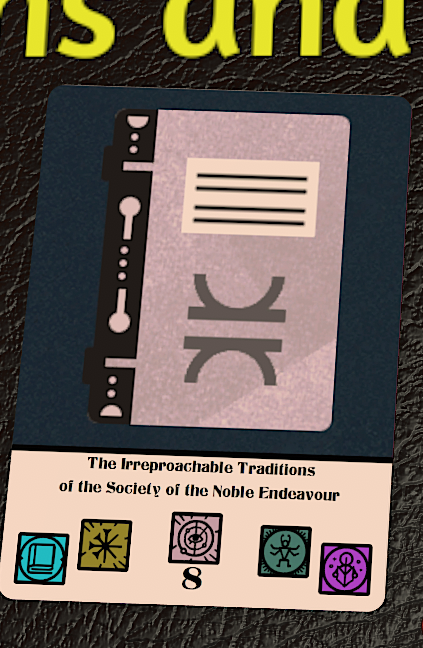 ns and
The Irreproachable Traditions
of the Society of the Noble Endeavour
8